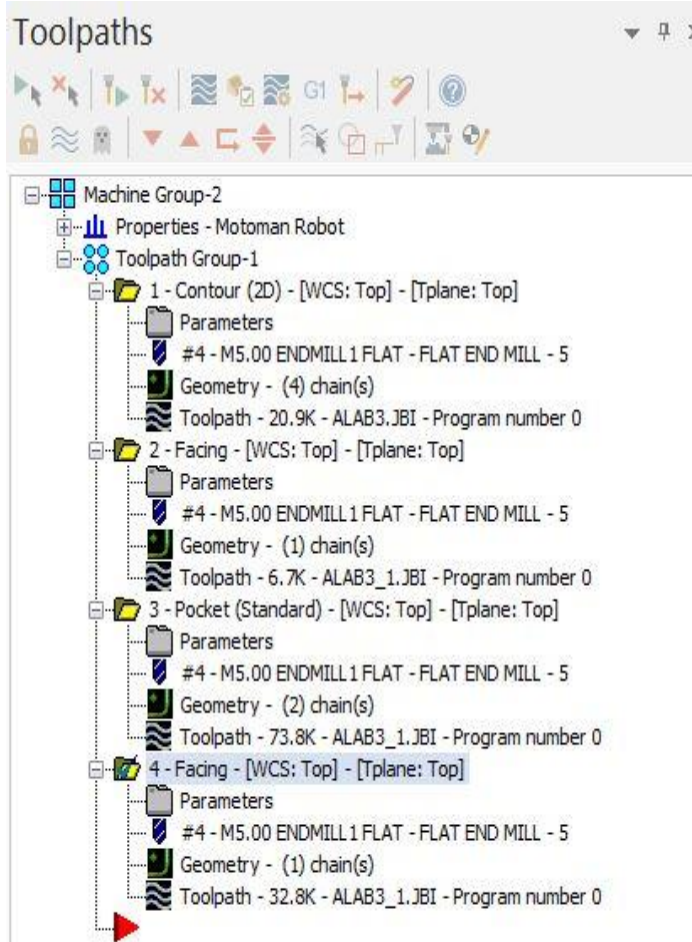 Toolpaths
G1
Machine Group-2
Properties - Motoman Robot
Toolpath Group-1
1 - Contour (2D) - [WCS: Top] - [Tplane: Top]
Parameters
#4 - M5.00 ENDMILL1 FLAT - FLAT END MILL - 5
Geometry - (4) chain(s)
Toolpath - 20.9K - ALAB3.JBI - Program number 0
2 - Facing - [WCS: Top] - [Tplane: Top]
Parameters
#4 - M5.00 ENDMILL1 FLAT - FLAT END MILL - 5
Geometry - (1) chain(s)
Toolpath - 6.7K - ALAB3_1.JBI - Program number 0
3 - Pocket (Standard) - [WCS: Top] - [Tplane: Top]
Parameters
#4 - M5.00 ENDMILL1 FLAT - FLAT END MILL - 5
Geometry - (2) chain(s)
Toolpath - 73.8K - ALAB3_1.JBI - Program number 0
4 - Facing - [WCS: Top] - [Tplane: Top]
Parameters
#4 - M5.00 ENDMILL1 FLAT - FLAT END MILL - 5
Geometry - (1) chain(s)
Toolpath - 32.8K - ALAB3_1.JBI - Program number 0